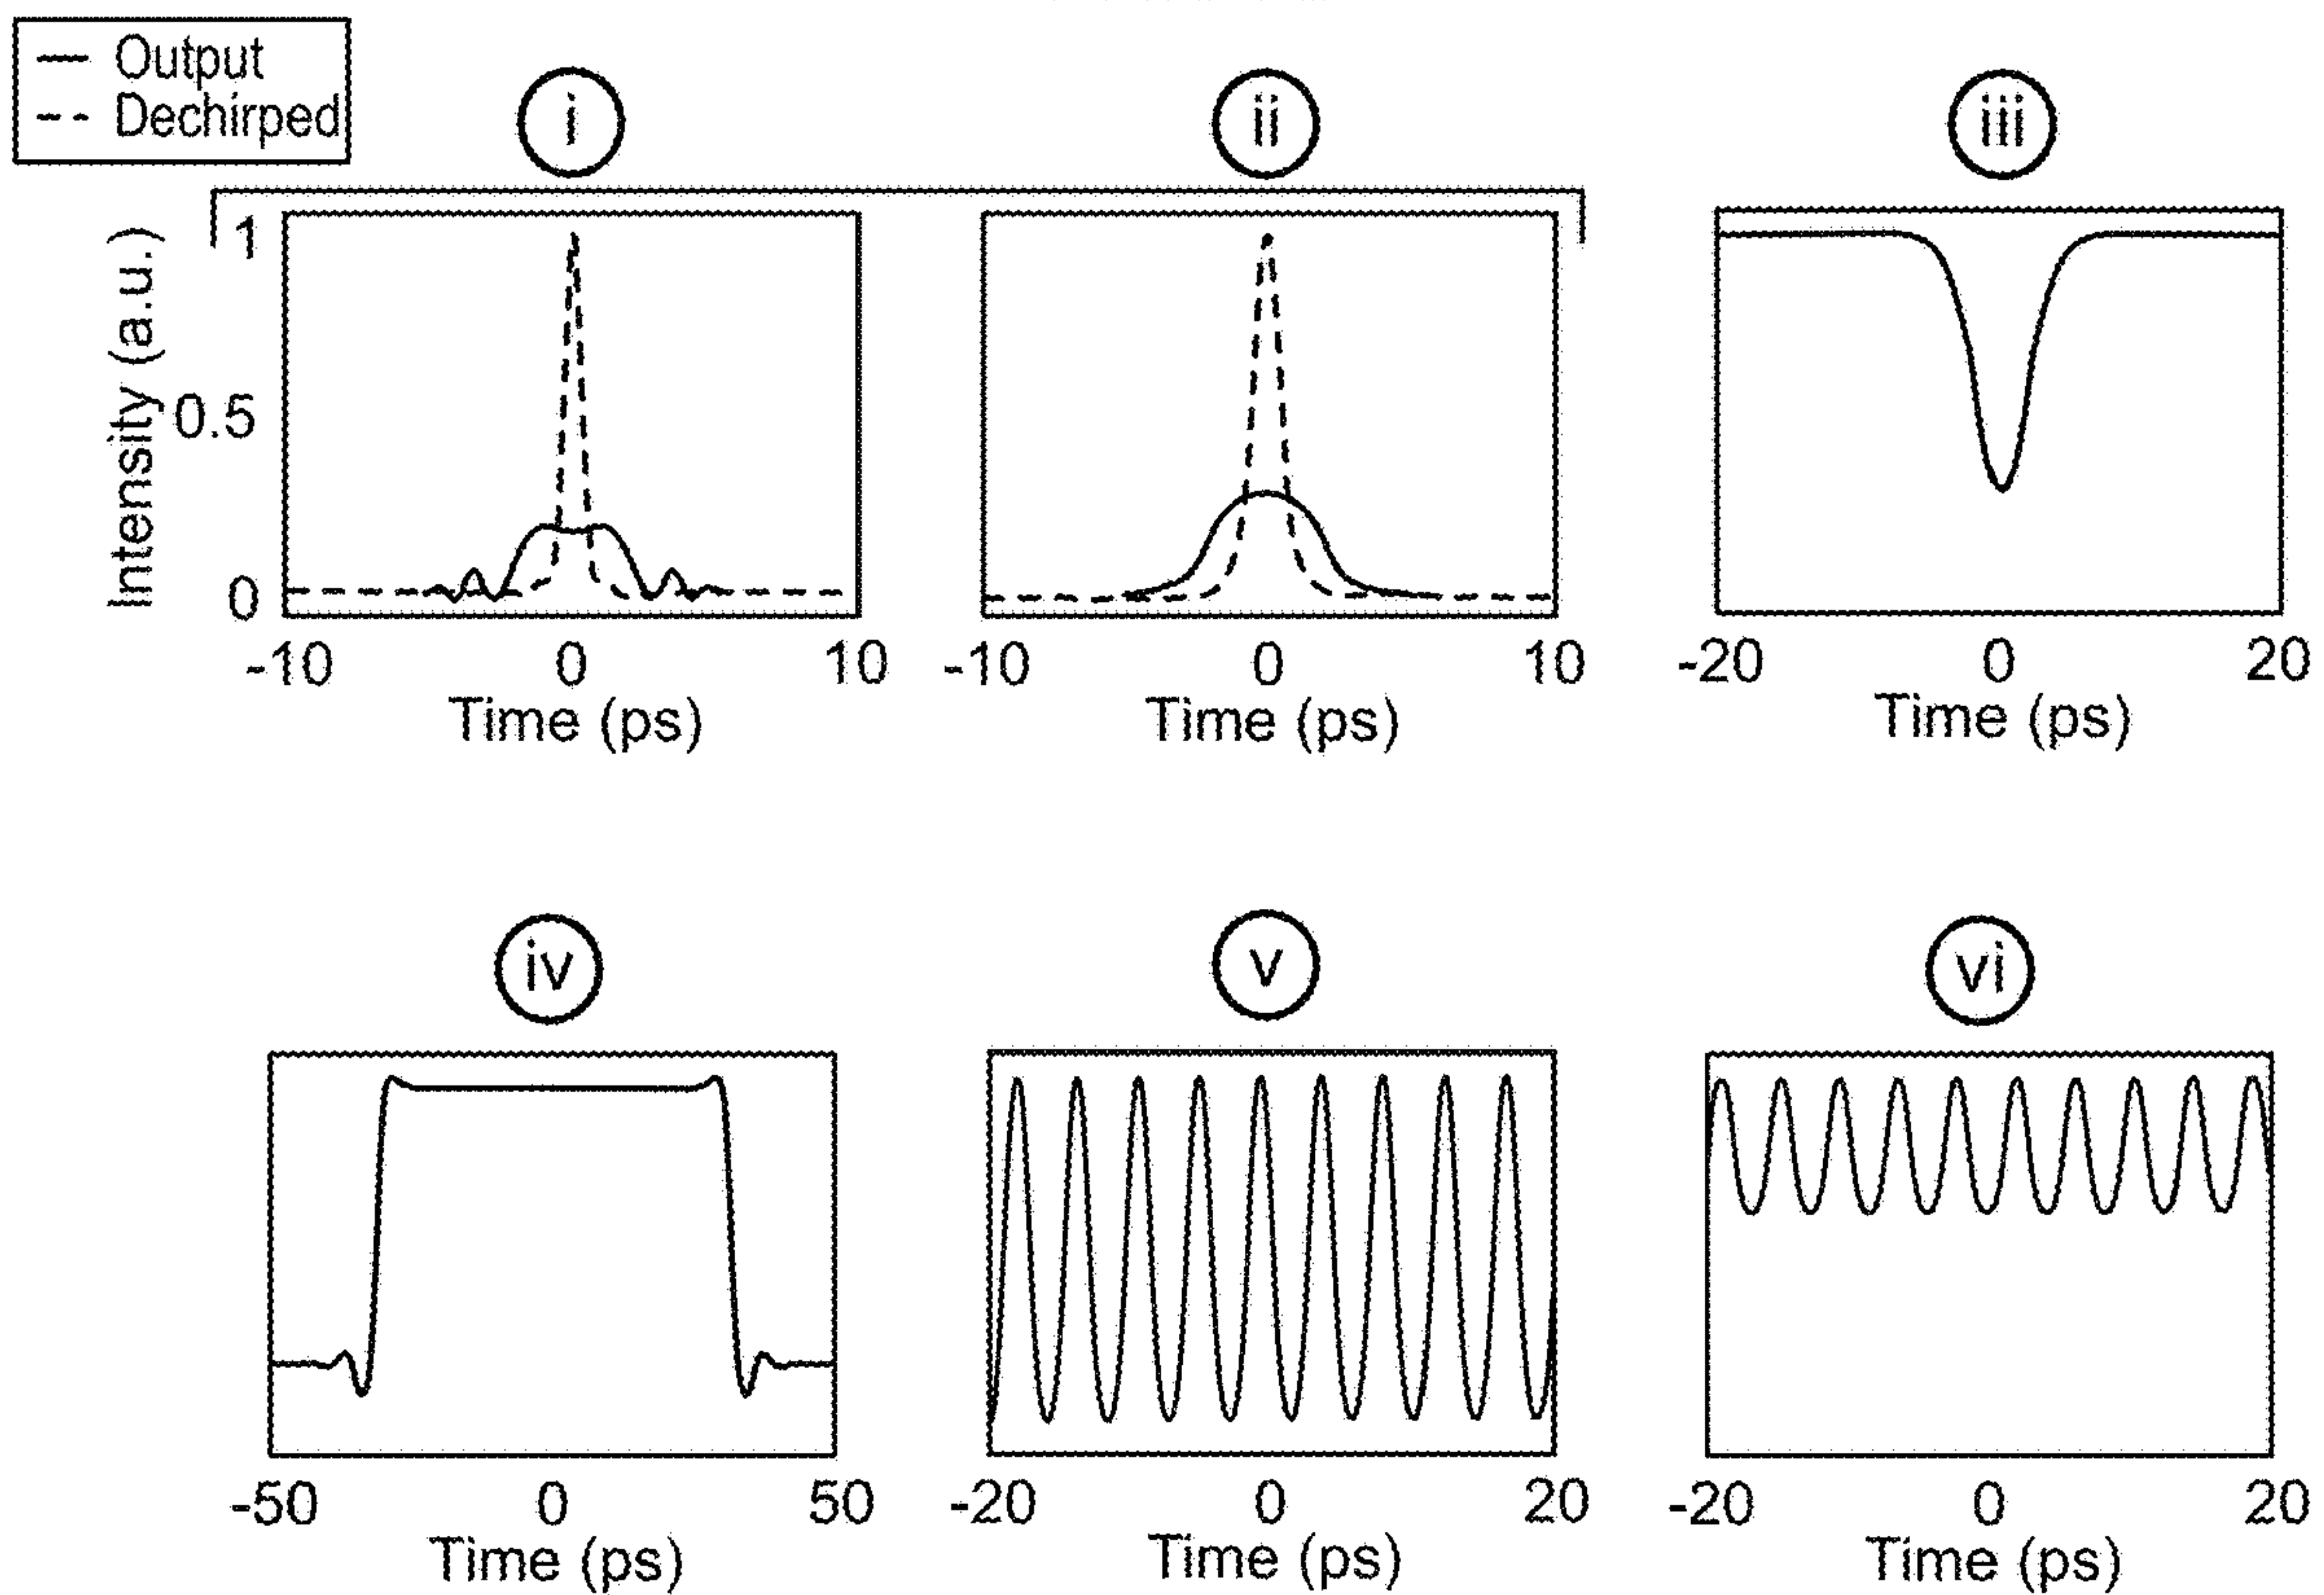 Output
Dechirped
i
ii
iii
Intensity (a.u.)
1
0.5
0
-10 0 10
-10 0 10
-20 0 20
Time (ps)
Time (ps)
Time (ps)
iv
v
vi
-50 0 50
-20 0 20
-20 0 20
Time (ps)
Time (ps)
Time (ps)